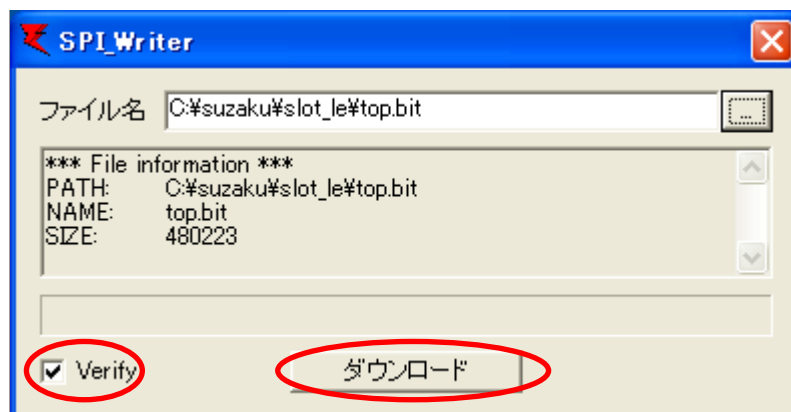 SPI_Writer
ファイル名 C:¥suzaku¥slot_le¥top.bit ...
*** File information ***
PATH: C:¥suzaku¥slot_le¥top.bit
NAME: top.bit
SIZE: 480223
Verify ダウンロード